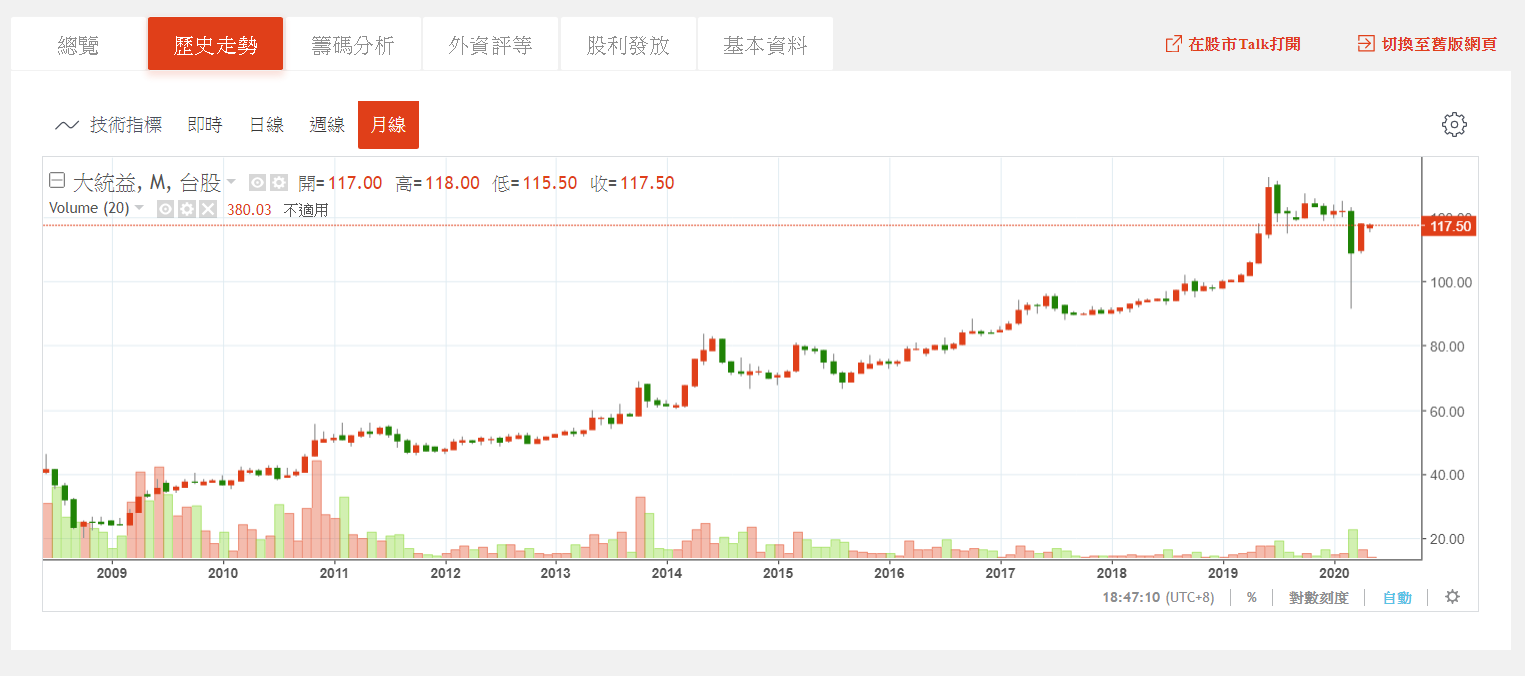 總覽 歷史走勢 籌碼分析 外資評等 股利發放 基本資料 在股市Talk打開 切換至舊版網頁
技術指標 即時 日線 週線 月線
大統益, M, 台股 開=117.00 高=118.00 低=115.50 收=117.50
Volume (20) 380.03 不適用
117.50
100.00
80.00
60.00
40.00
20.00
2009 2010 2011 2012 2013 2014 2015 2016 2017 2018 2019 2020
18:47:10 (UTC+8) % 對數刻度 自動